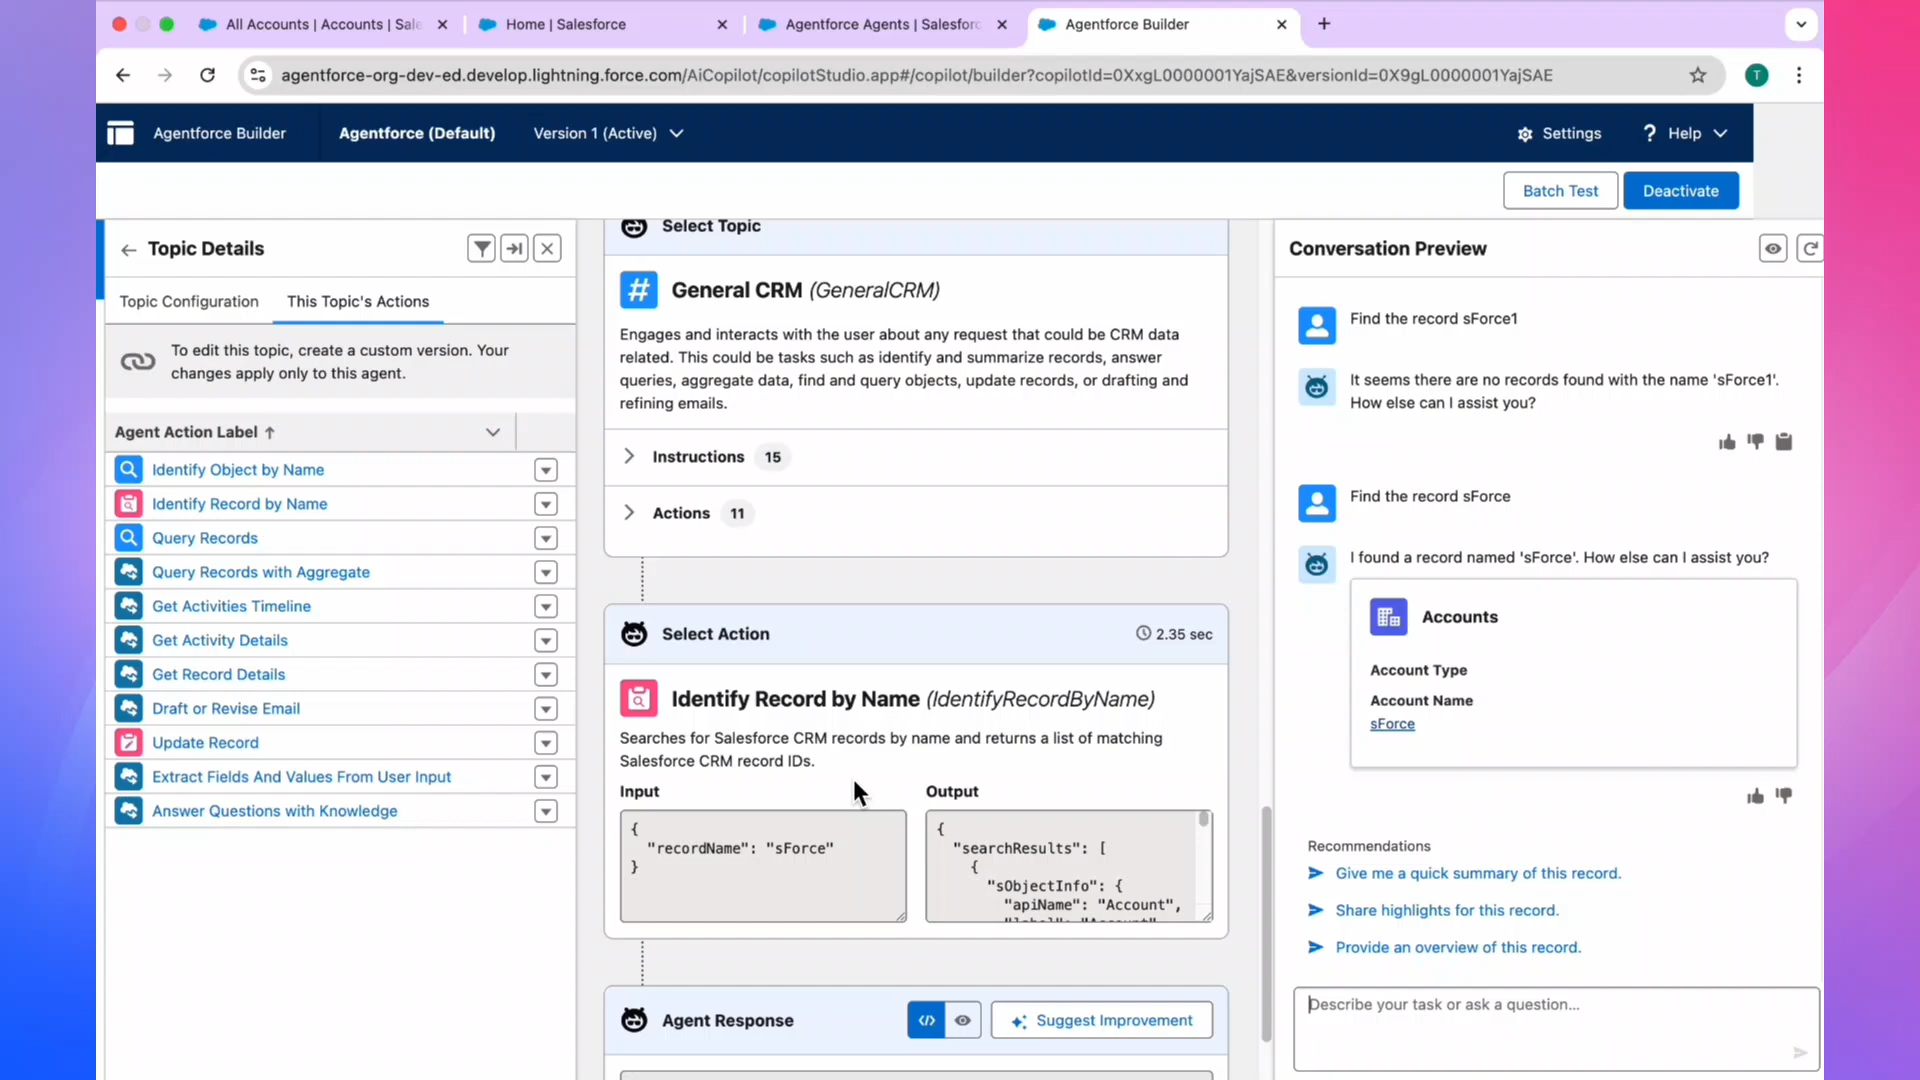 All Accounts | Accounts | Sale
Home | Salesforce
Agentforce Agents | Salesforc
Agentforce Builder
agentforce-org-dev-ed.develop.lightning.force.com/AiCopilot/copilotStudio.app#/copilot/builder?copilotId=0XxgL0000001YajSAE&versionId=0X9gL0000001YajSAE
T
Agentforce Builder
Agentforce (Default)
Version 1 (Active)
Settings
? Help
Batch Test
Deactivate
Topic Details
Topic Configuration
This Topic's Actions
To edit this topic, create a custom version. Your
changes apply only to this agent.
Agent Action Label ↑
Identify Object by Name
Identify Record by Name
Query Records
Query Records with Aggregate
Get Activities Timeline
Get Activity Details
Get Record Details
Draft or Revise Email
Update Record
Extract Fields And Values From User Input
Answer Questions with Knowledge
Select Topic
# General CRM (GeneralCRM)
Engages and interacts with the user about any request that could be CRM data
related. This could be tasks such as identify and summarize records, answer
queries, aggregate data, find and query objects, update records, or drafting and
refining emails.
Instructions 15
Actions 11
Select Action
2.35 sec
Identify Record by Name (IdentifyRecordByName)
Searches for Salesforce CRM records by name and returns a list of matching
Salesforce CRM record IDs.
Input
{
"recordName": "sForce"
}
Output
{
"searchResults": [
{
"sObjectInfo": {
"apiName": "Account",
"label": "Account",
Agent Response
</>
Suggest Improvement
Conversation Preview
Find the record sForce1
It seems there are no records found with the name 'sForce1'.
How else can I assist you?
Find the record sForce
I found a record named 'sForce'. How else can I assist you?
Accounts
Account Type
Account Name
sForce
Recommendations
Give me a quick summary of this record.
Share highlights for this record.
Provide an overview of this record.
Describe your task or ask a question...